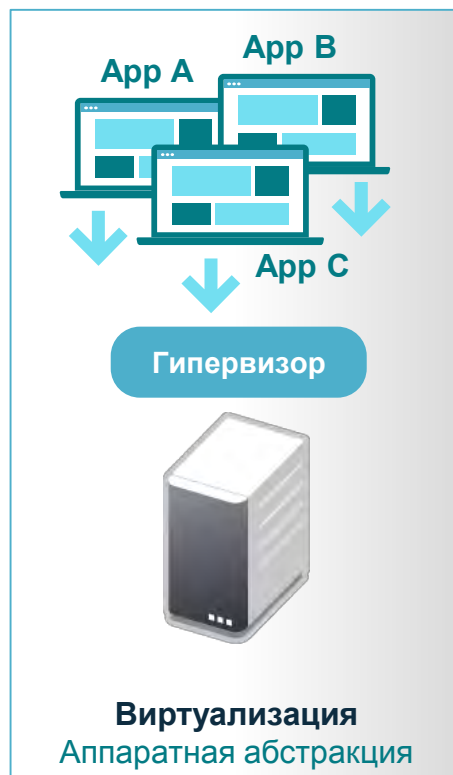 App A
App B
App C
Гипервизор
Виртуализация
Аппаратная абстракция